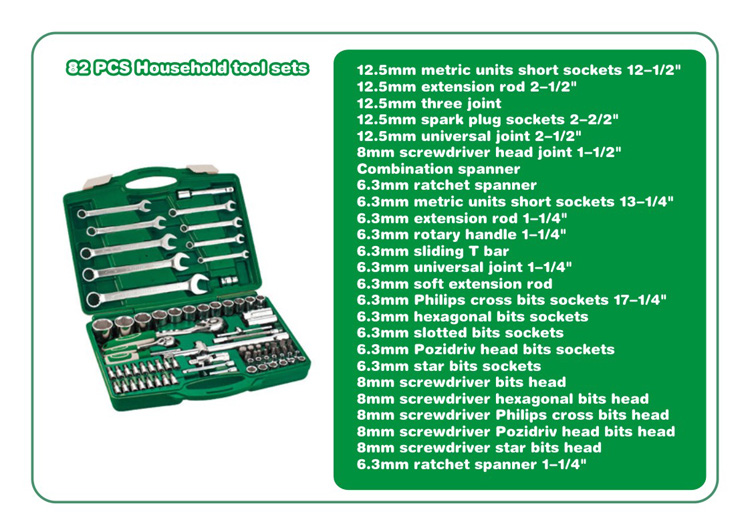 82 PCS Household tool sets
12.5mm metric units short sockets 12–1/2"
12.5mm extension rod 2–1/2"
12.5mm three joint
12.5mm spark plug sockets 2–2/2"
12.5mm universal joint 2–1/2"
8mm screwdriver head joint 1–1/2"
Combination spanner
6.3mm ratchet spanner
6.3mm metric units short sockets 13–1/4"
6.3mm extension rod 1–1/4"
6.3mm rotary handle 1–1/4"
6.3mm sliding T bar
6.3mm universal joint 1–1/4"
6.3mm soft extension rod
6.3mm Philips cross bits sockets 17–1/4"
6.3mm hexagonal bits sockets
6.3mm slotted bits sockets
6.3mm Pozidriv head bits sockets
6.3mm star bits sockets
8mm screwdriver bits head
8mm screwdriver hexagonal bits head
8mm screwdriver Philips cross bits head
8mm screwdriver Pozidriv head bits head
8mm screwdriver star bits head
6.3mm ratchet spanner 1–1/4"